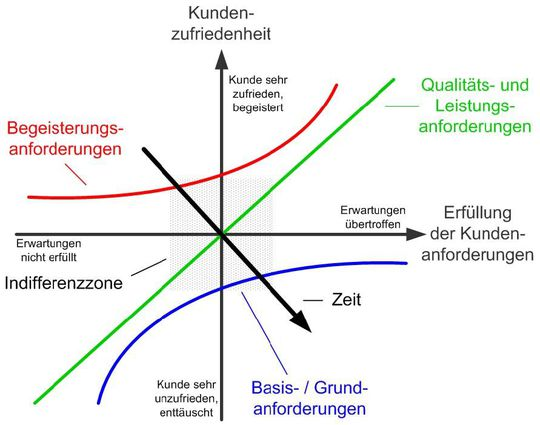 Kunden-
zufriedenheit
Kunde sehr
zufrieden,
begeistert
Qualitäts- und
Leistungs-
anforderungen
Begeisterungs-
anforderungen
Erwartungen
übertroffen
Erfüllung
der Kunden-
anforderungen
Erwartungen
nicht erfüllt
Indifferenzzone
Zeit
Kunde sehr
unzufrieden,
enttäuscht
Basis- / Grund-
anforderungen